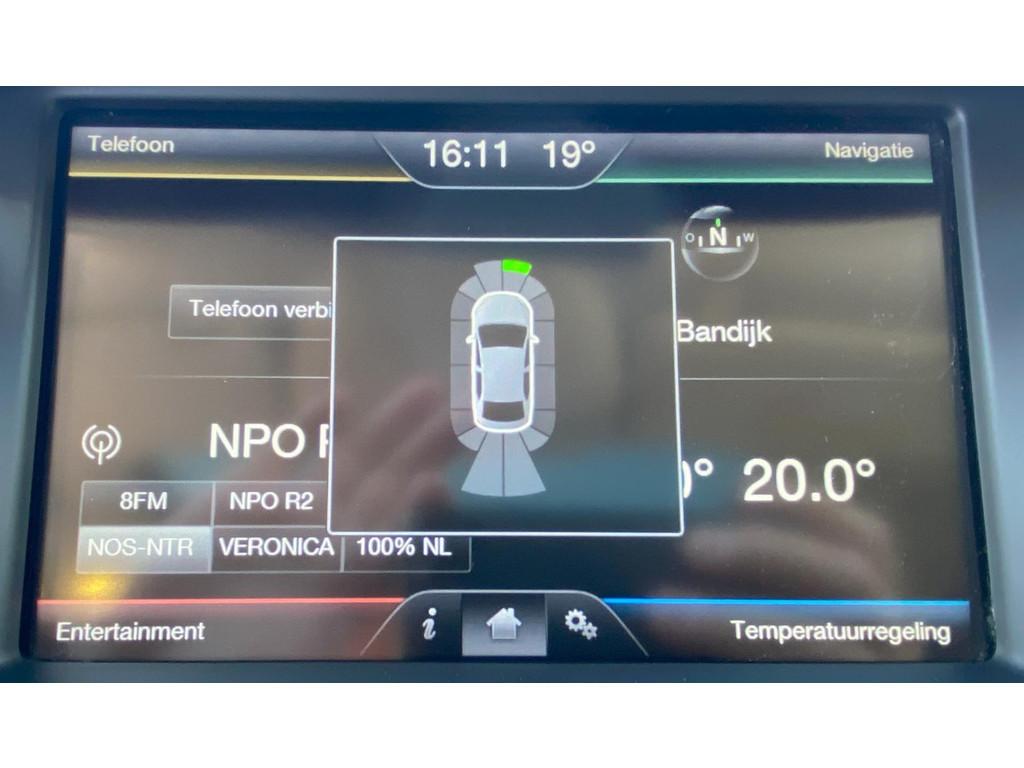 Telefoon 16:11 19° Navigatie
O N W
Telefoon verbi
Bandijk
NPO
20.0°
8FM NPO R2
NOS-NTR VERONICA 100% NL
Entertainment i Temperatuurregeling